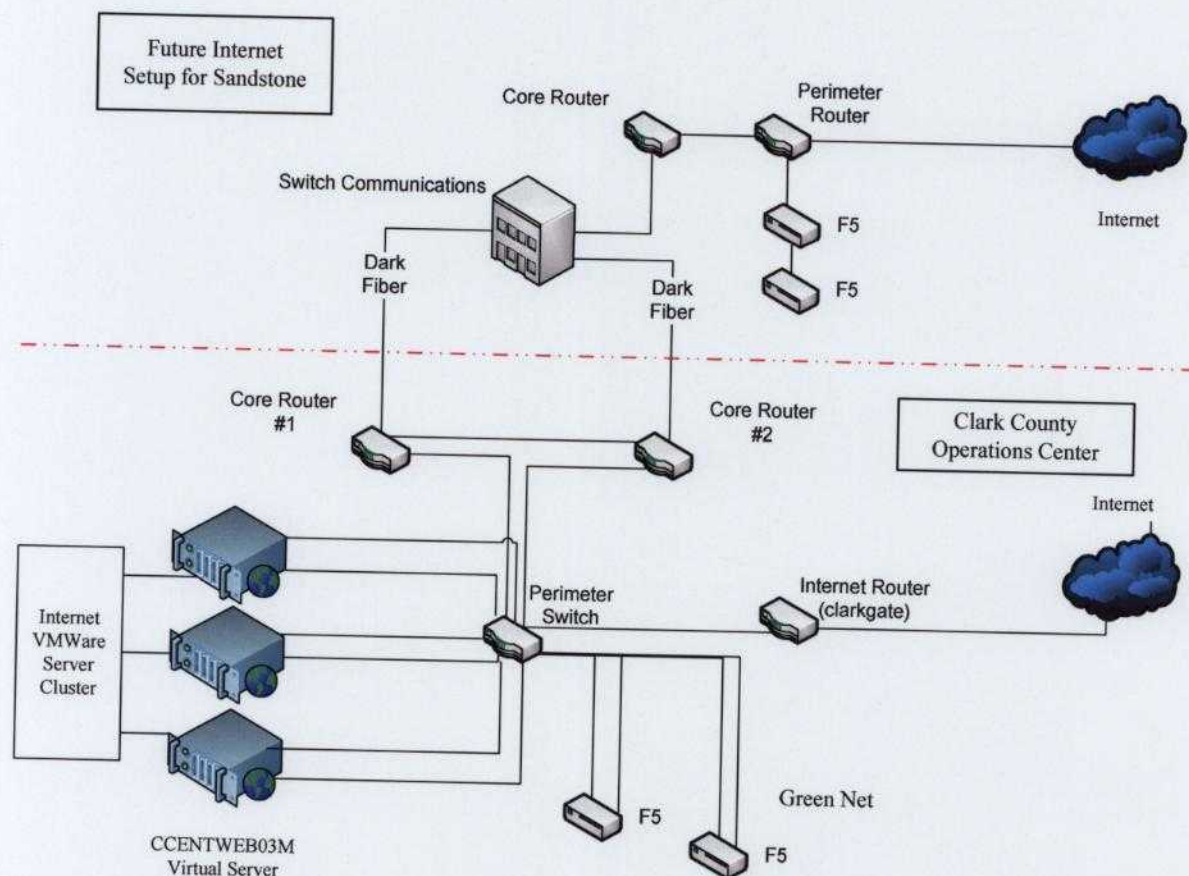 Future Internet
Setup for Sandstone
Core Router
Perimeter
Router
Internet
Switch Communications
F5
F5
Dark
Fiber
Dark
Fiber
Core Router
#1
Core Router
#2
Clark County
Operations Center
Internet
Internet Router
(clarkgate)
Perimeter
Switch
Internet
VMWare
Server
Cluster
Green Net
F5
F5
CCENTWEB03M
Virtual Server